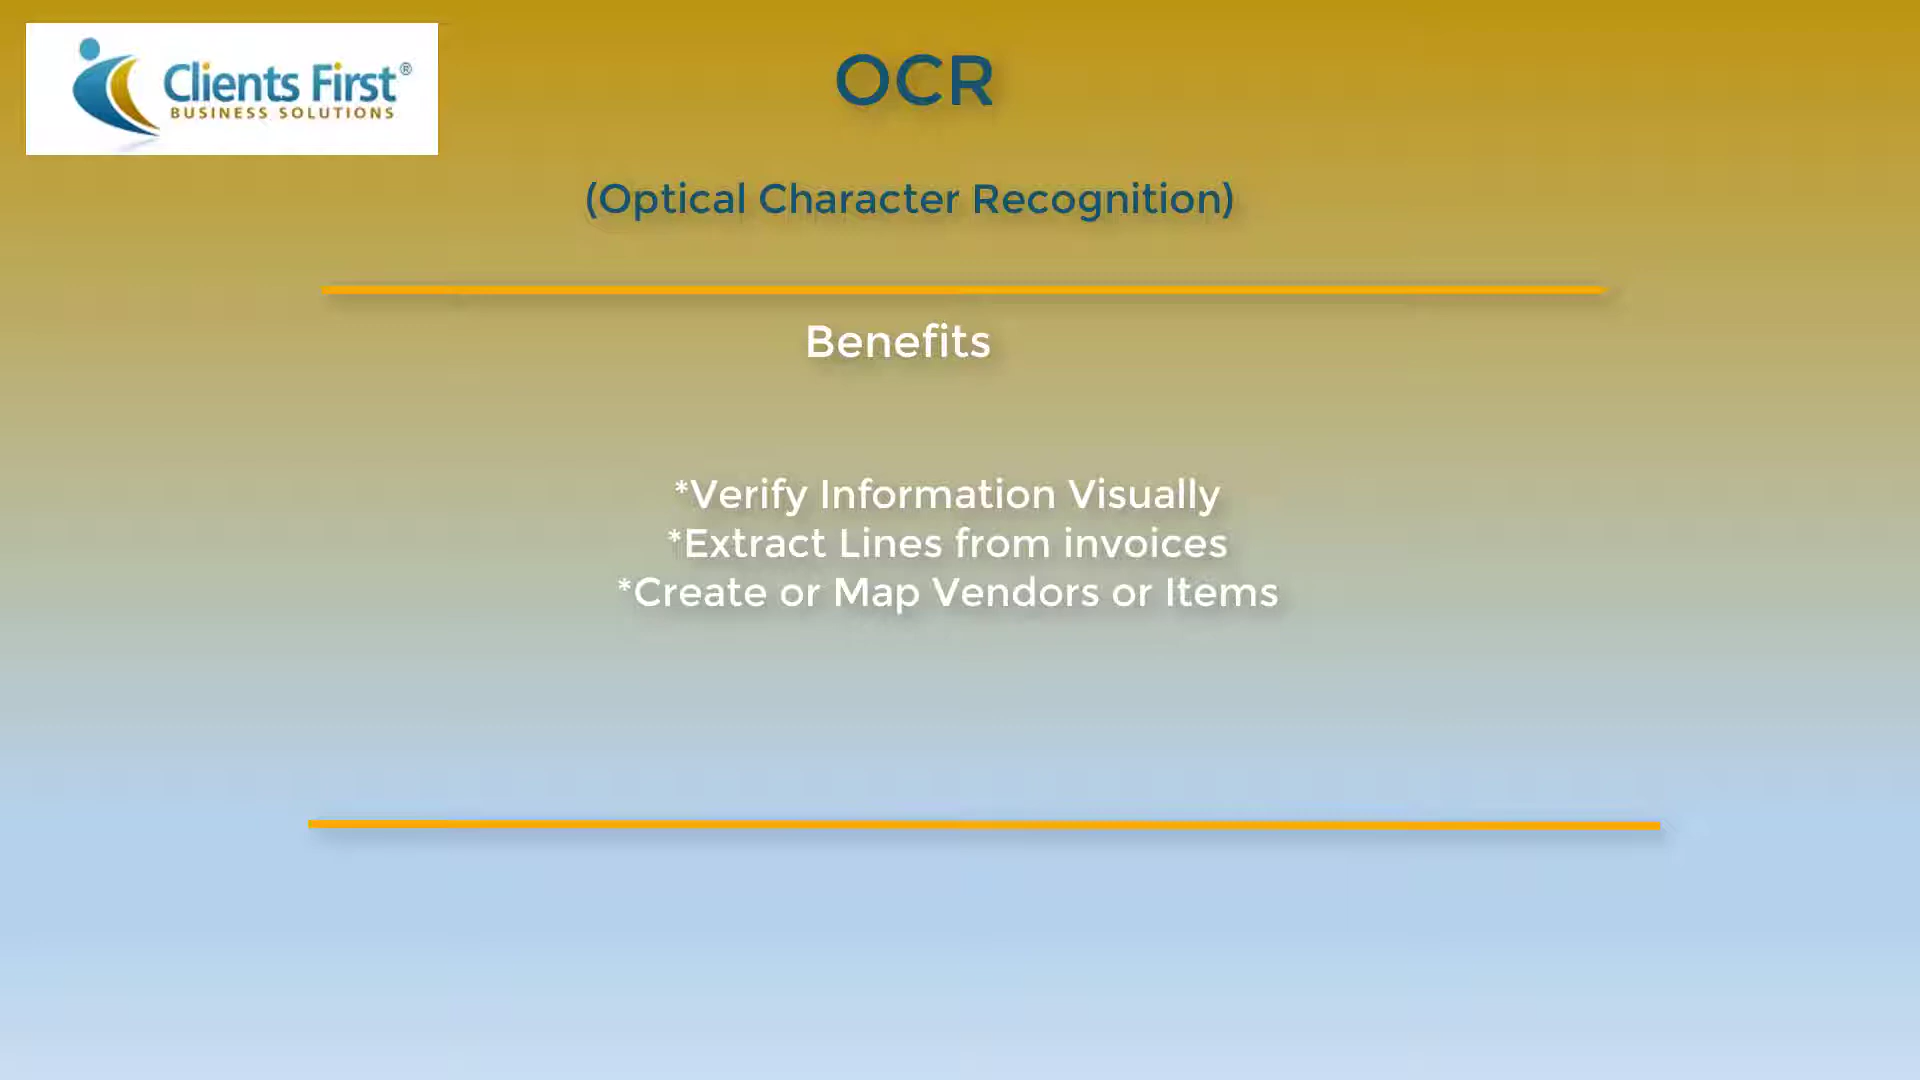 Clients First®
BUSINESS SOLUTIONS
OCR
(Optical Character Recognition)
Benefits
*Verify Information Visually
*Extract Lines from invoices
*Create or Map Vendors or Items